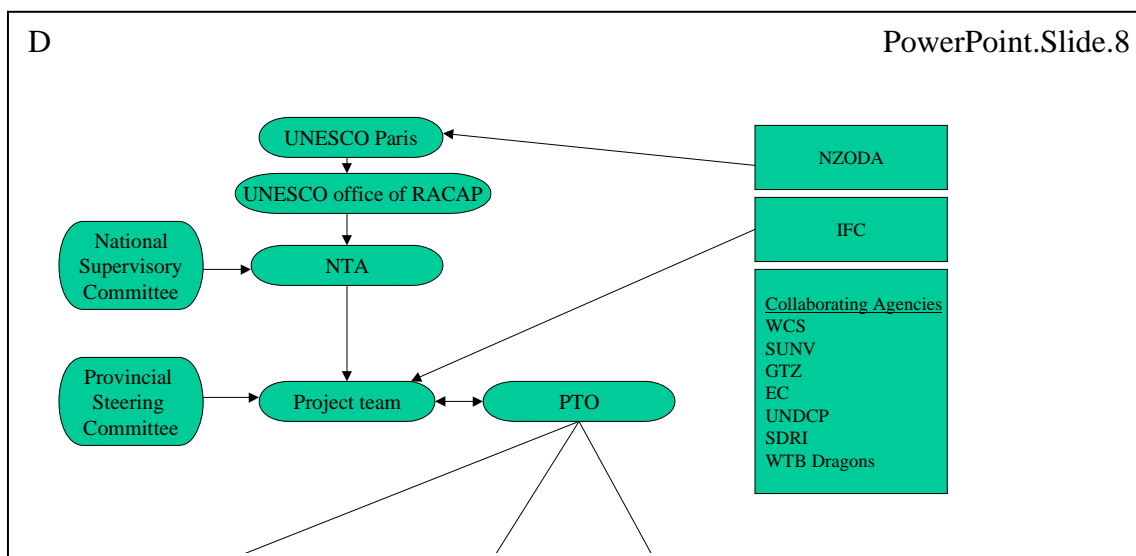 D
PowerPoint.Slide.8
UNESCO Paris
NZODA
UNESCO office of RACAP
IFC
National
Supervisory
Committee
NTA
Collaborating Agencies
WCS
SUNV
GTZ
EC
UNDCP
SDRI
WTB Dragons
Provincial
Steering
Committee
Project team
PTO